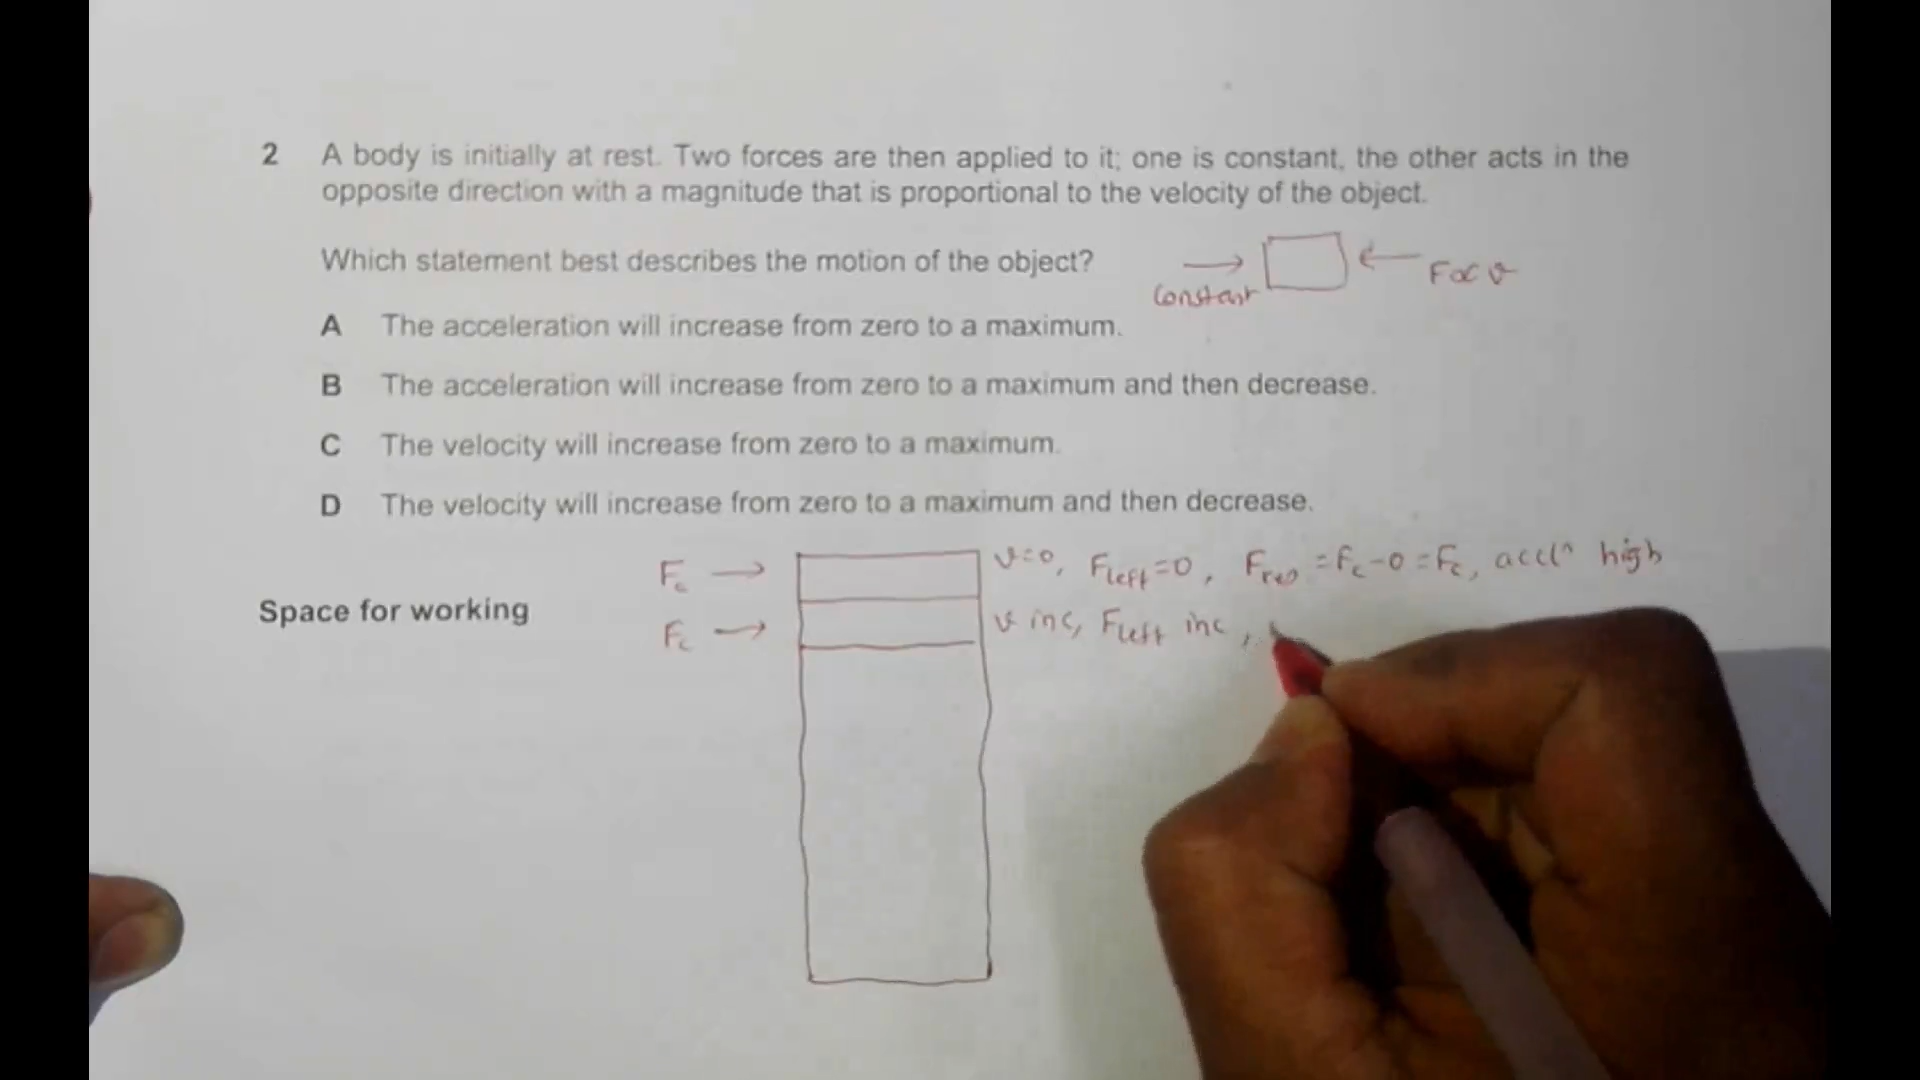 2 A body is initially at rest. Two forces are then applied to it; one is constant, the other acts in the
opposite direction with a magnitude that is proportional to the velocity of the object.
Which statement best describes the motion of the object?
constant
F∝v
A The acceleration will increase from zero to a maximum.
B The acceleration will increase from zero to a maximum and then decrease.
C The velocity will increase from zero to a maximum.
D The velocity will increase from zero to a maximum and then decrease.
Fc → v=0, Fleft=0, Fres = Fc-0 = Fc, accln high
Space for working
Fc → v inc, Fleft inc,